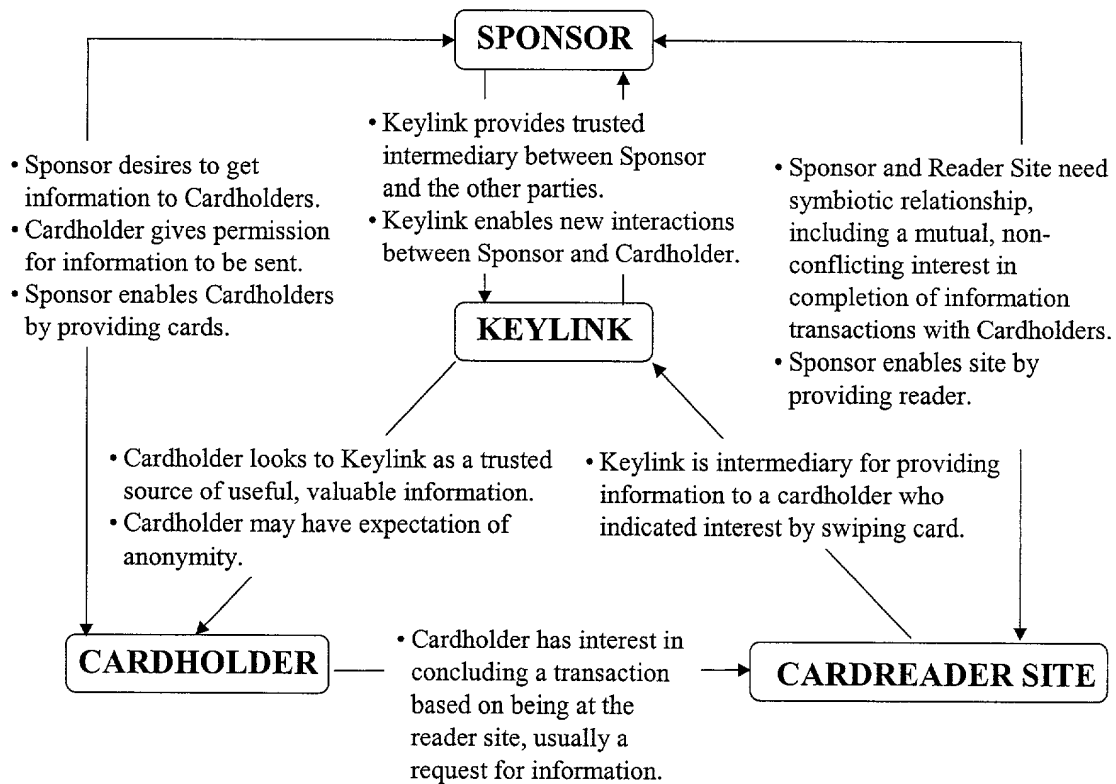 SPONSOR
• Keylink provides trusted
intermediary between Sponsor
and the other parties.
• Keylink enables new interactions
between Sponsor and Cardholder.
• Sponsor desires to get
information to Cardholders.
• Cardholder gives permission
for information to be sent.
• Sponsor enables Cardholders
by providing cards.
• Sponsor and Reader Site need
symbiotic relationship,
including a mutual, non-
conflicting interest in
completion of information
transactions with Cardholders.
• Sponsor enables site by
providing reader.
KEYLINK
• Cardholder looks to Keylink as a trusted
source of useful, valuable information.
• Cardholder may have expectation of
anonymity.
• Keylink is intermediary for providing
information to a cardholder who
indicated interest by swiping card.
CARDHOLDER
• Cardholder has interest in
concluding a transaction
based on being at the
reader site, usually a
request for information.
CARDREADER SITE